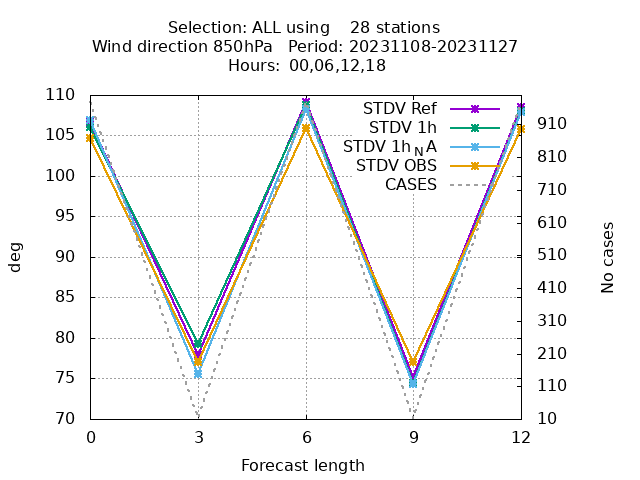 Selection: ALL using    28 stations
Wind direction 850hPa   Period: 20231108-20231127
Hours: 00,06,12,18
110
105
100
95
90
85
80
75
70
deg
STDV Ref
STDV 1h
STDV 1h_NA
STDV OBS
CASES
910
810
710
610
510
410
310
210
110
10
No cases
0 3 6 9 12
Forecast length